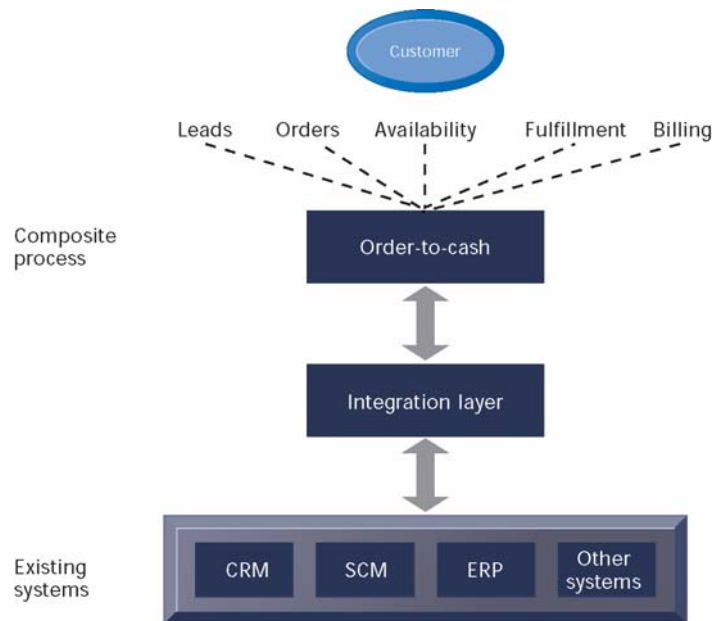 Customer
Leads Orders Availability Fulfillment Billing
Composite
process
Order-to-cash
Integration layer
Existing
systems
CRM SCM ERP Other
systems